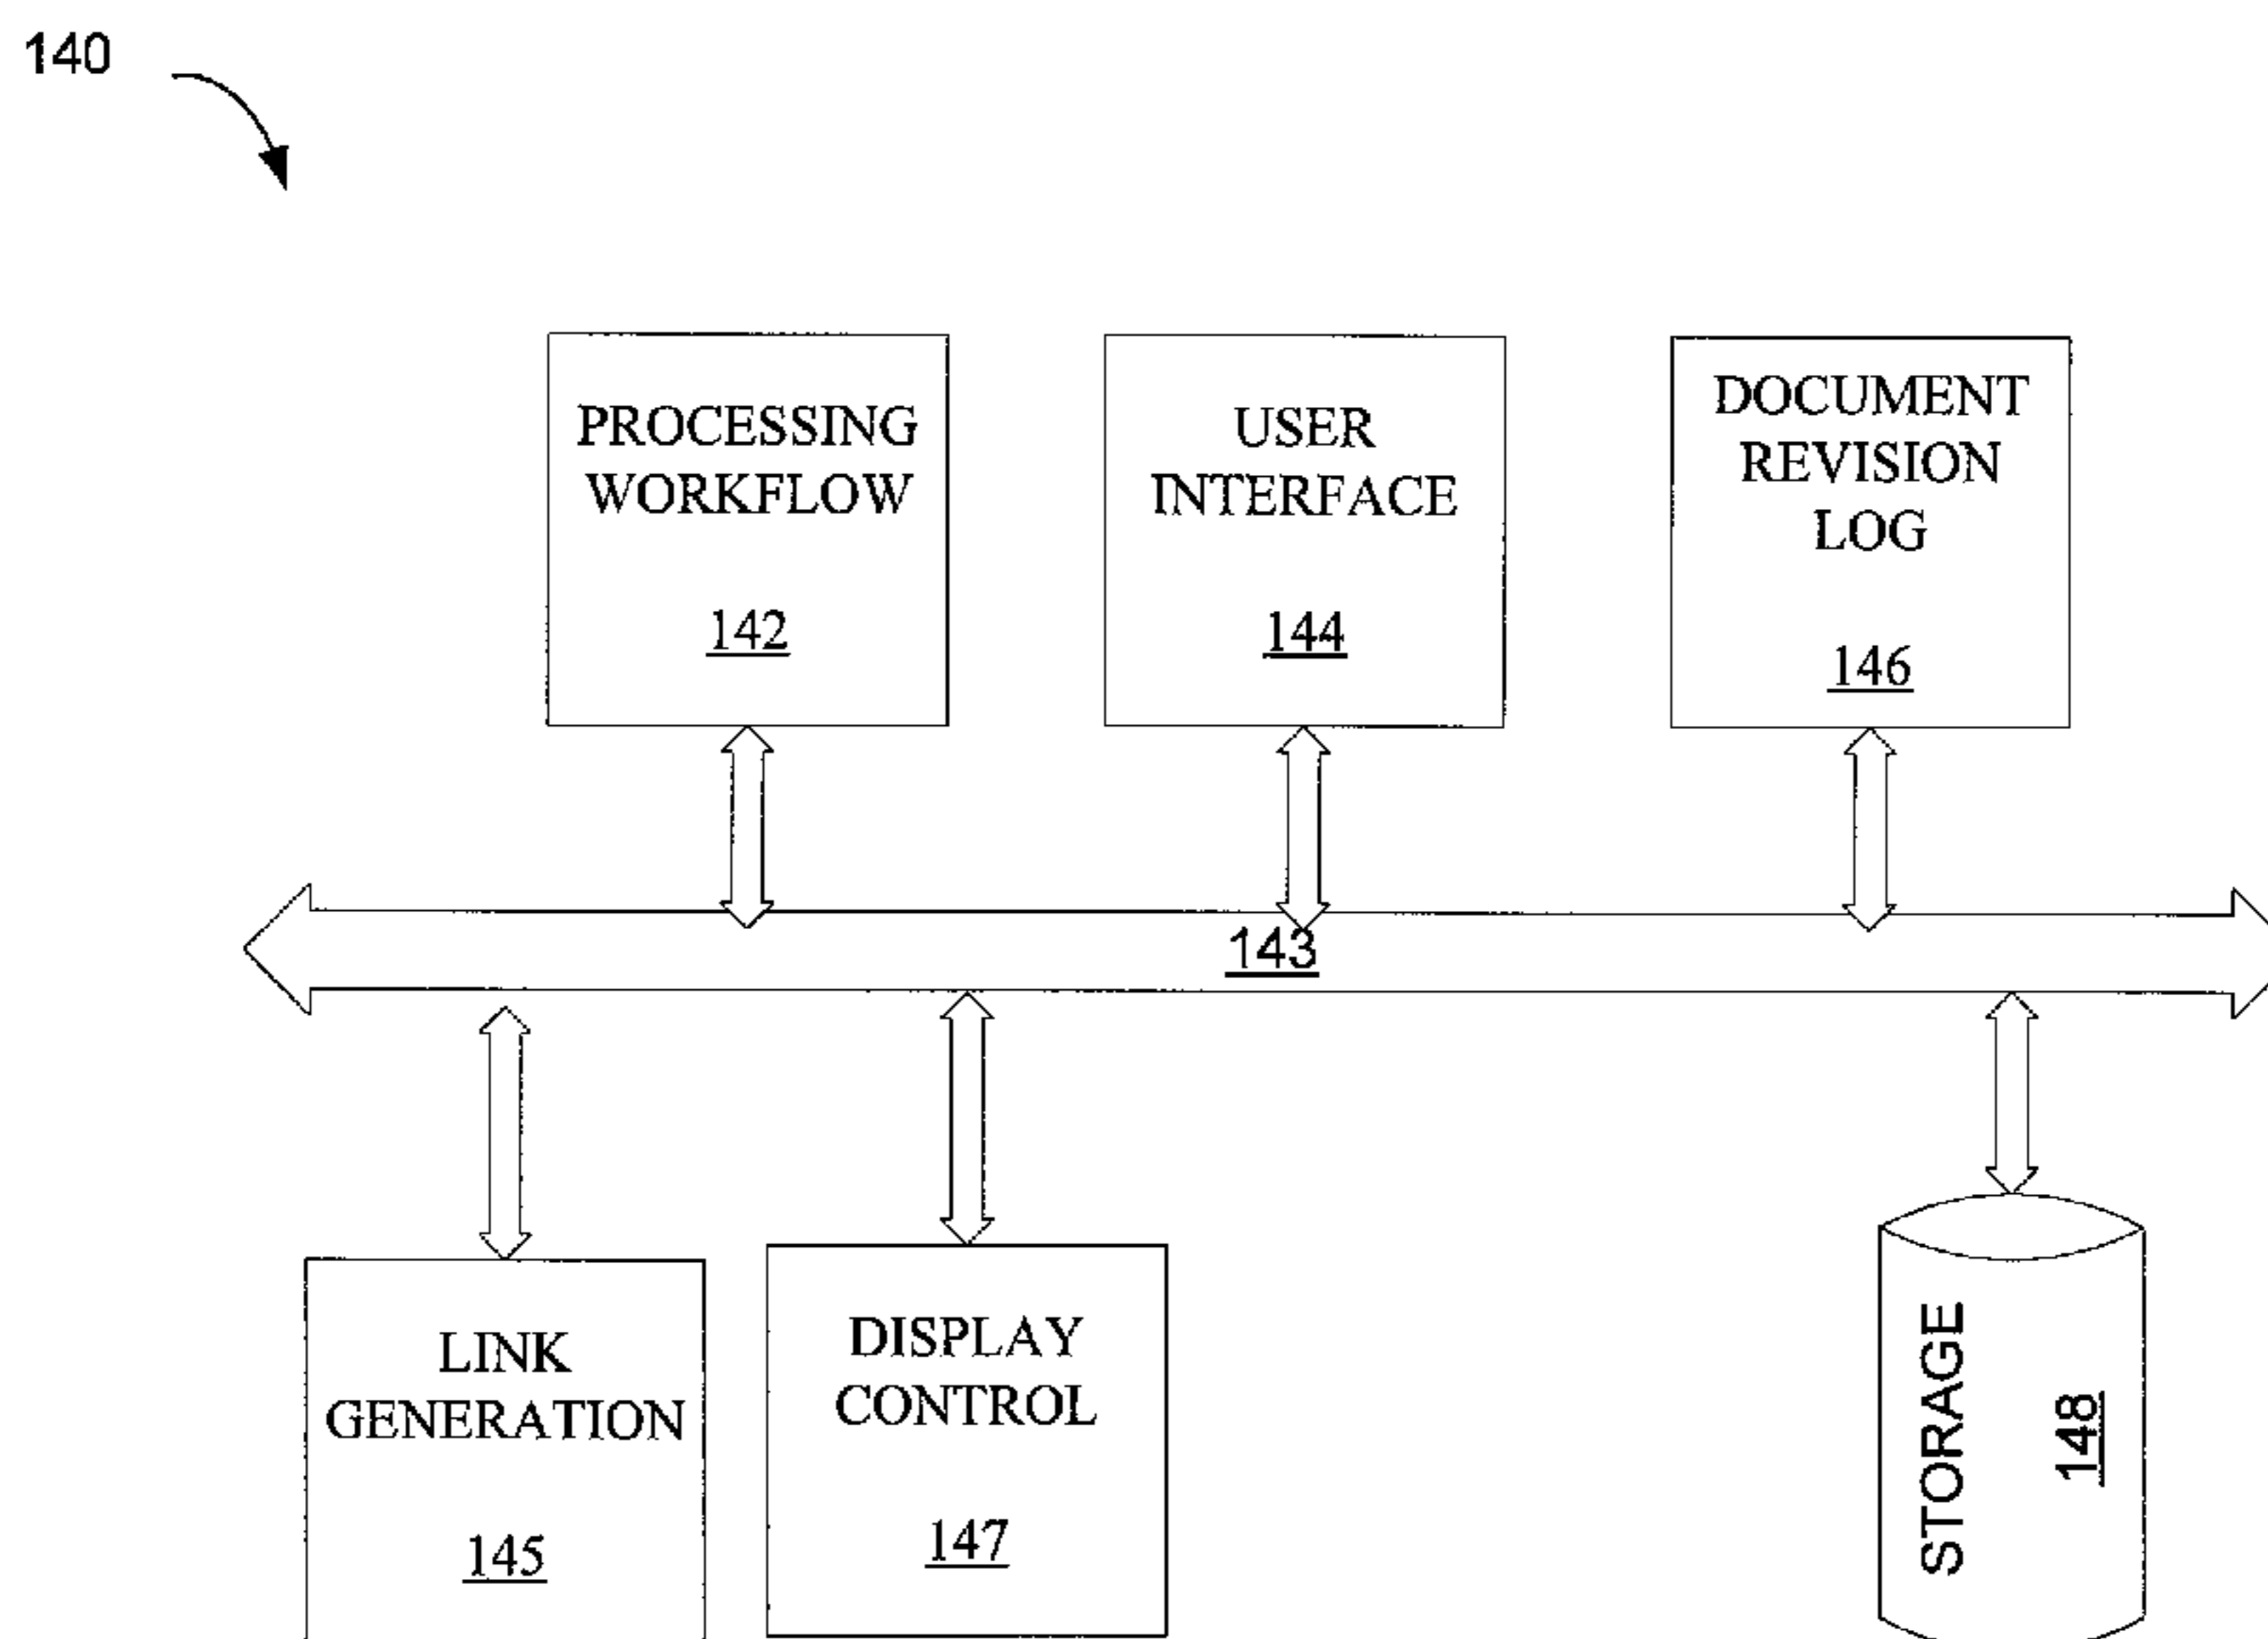 140
PROCESSING
WORKFLOW
142
USER
INTERFACE
144
DOCUMENT
REVISION
LOG
146
143
LINK
GENERATION
145
DISPLAY
CONTROL
147
STORAGE
148